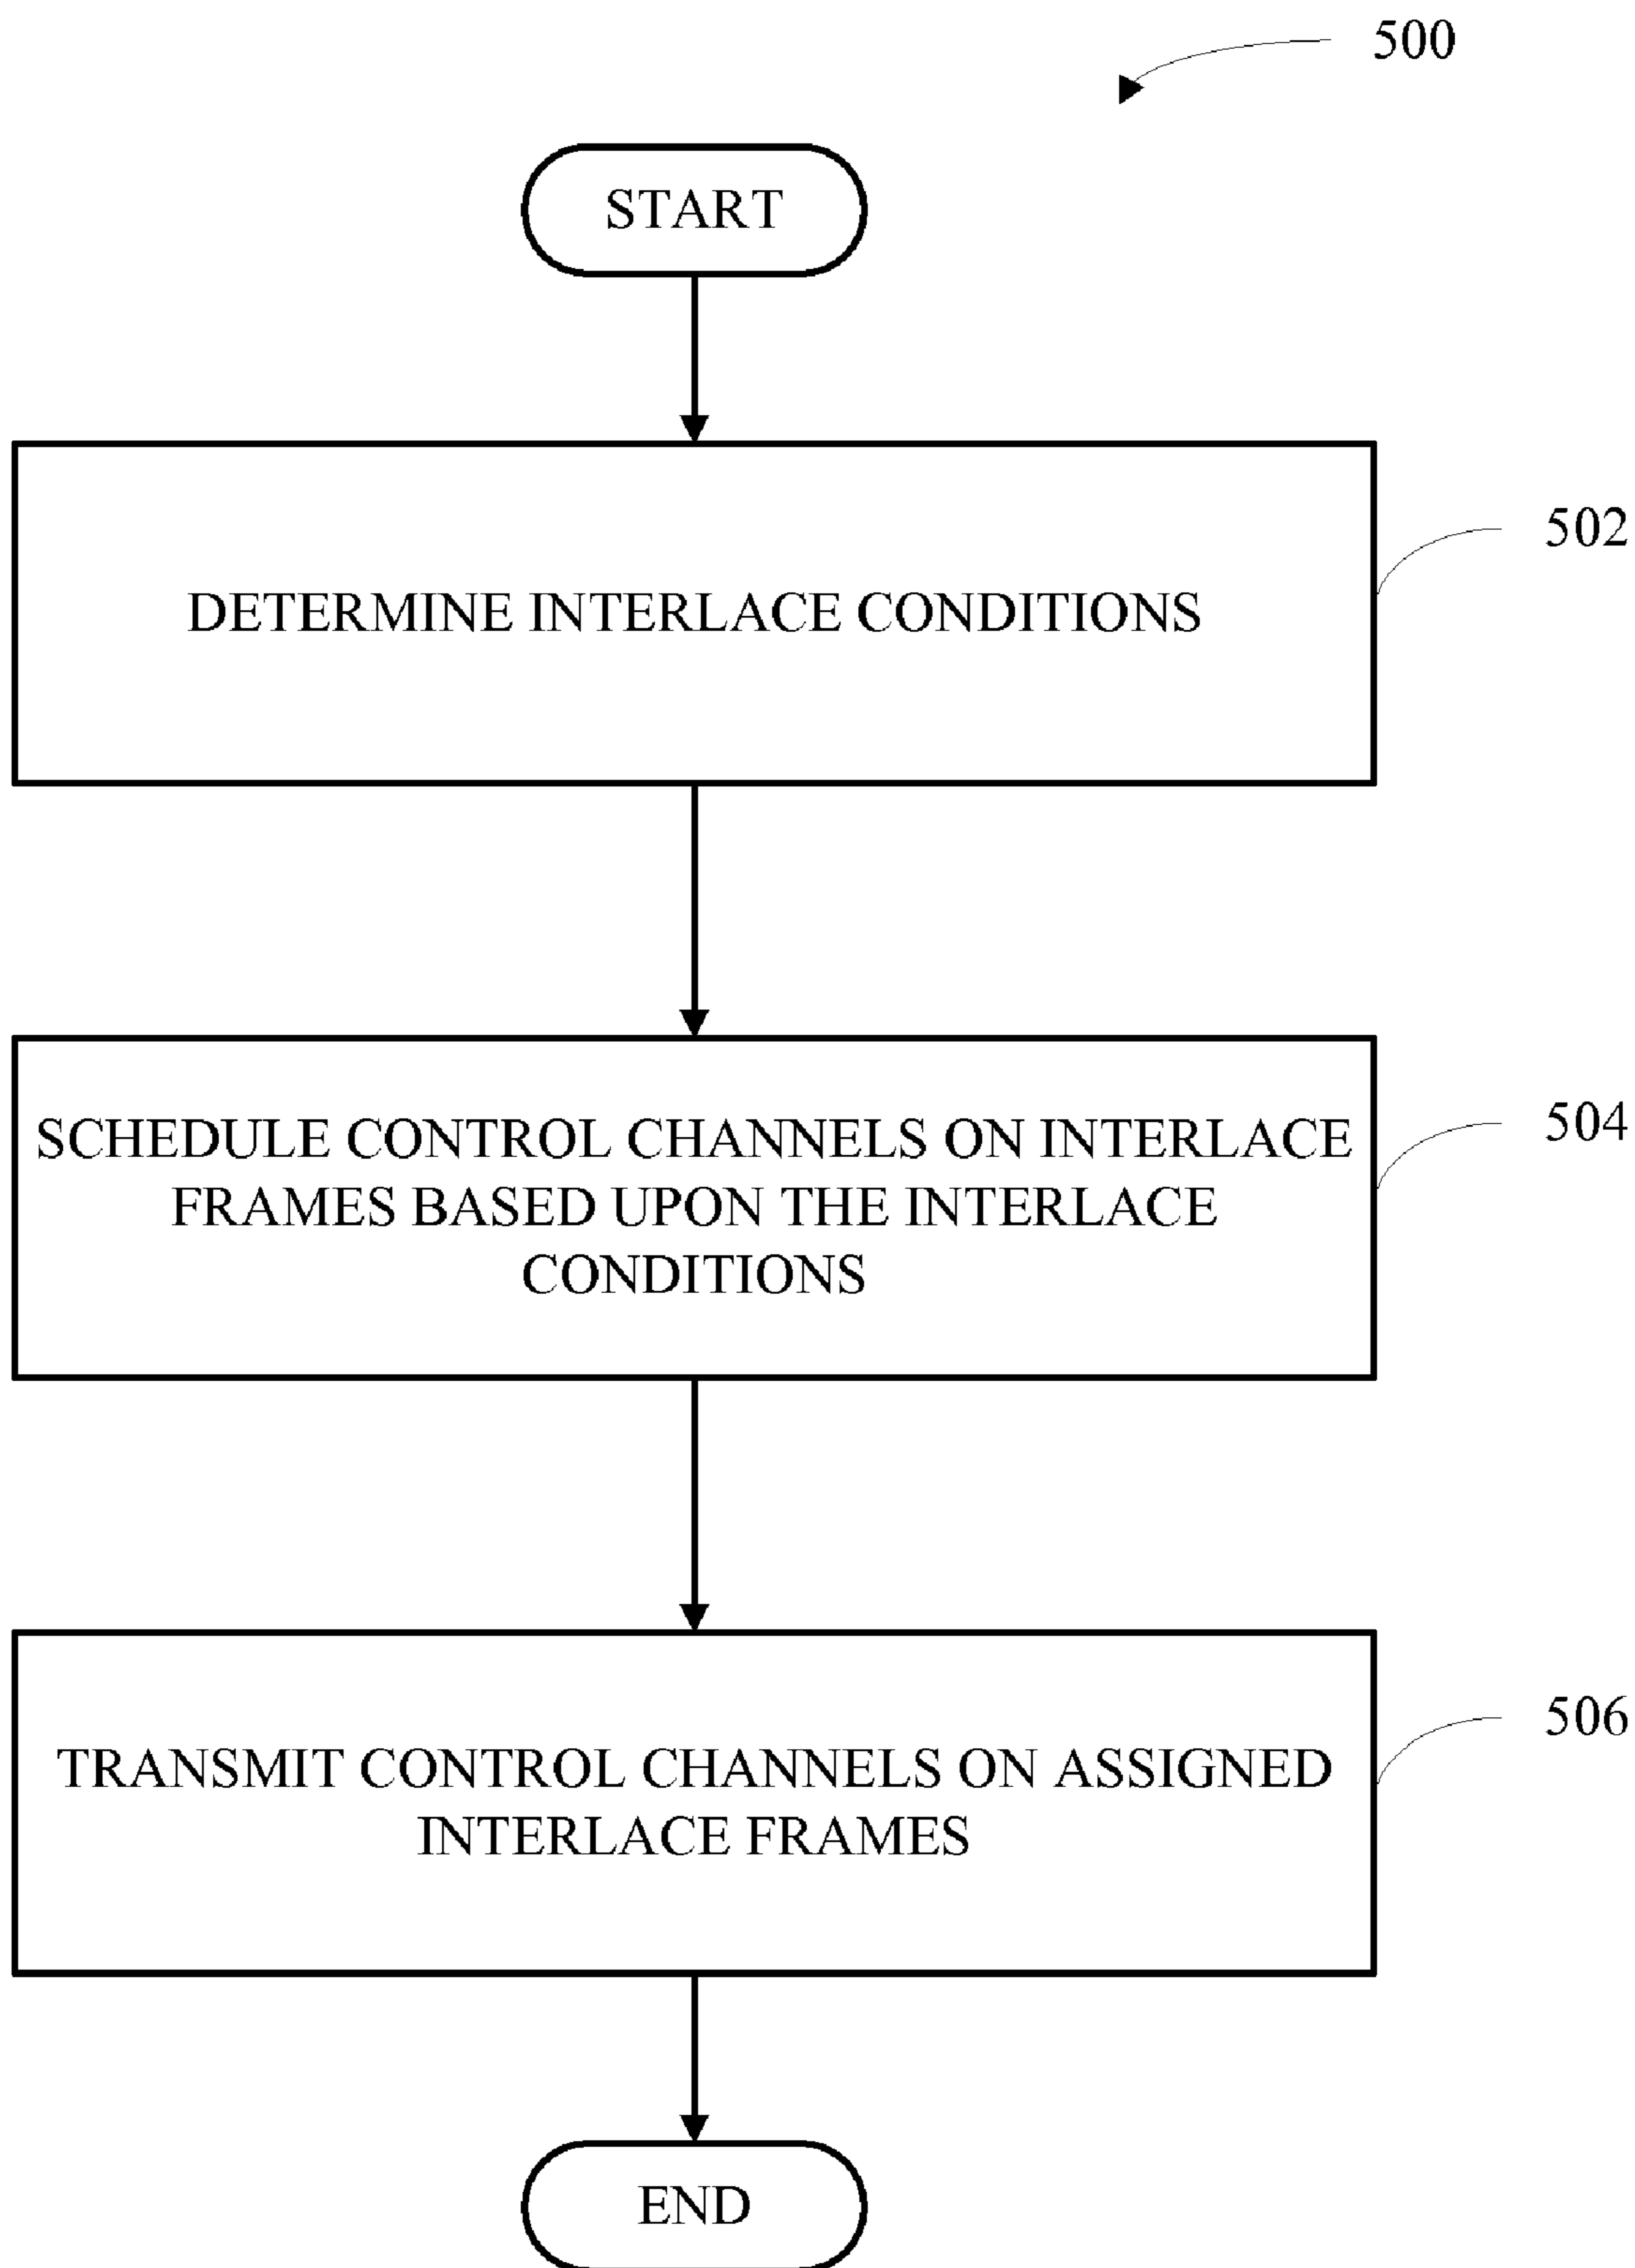 500
START
DETERMINE INTERLACE CONDITIONS
502
SCHEDULE CONTROL CHANNELS ON INTERLACE
FRAMES BASED UPON THE INTERLACE
CONDITIONS
504
TRANSMIT CONTROL CHANNELS ON ASSIGNED
INTERLACE FRAMES
506
END